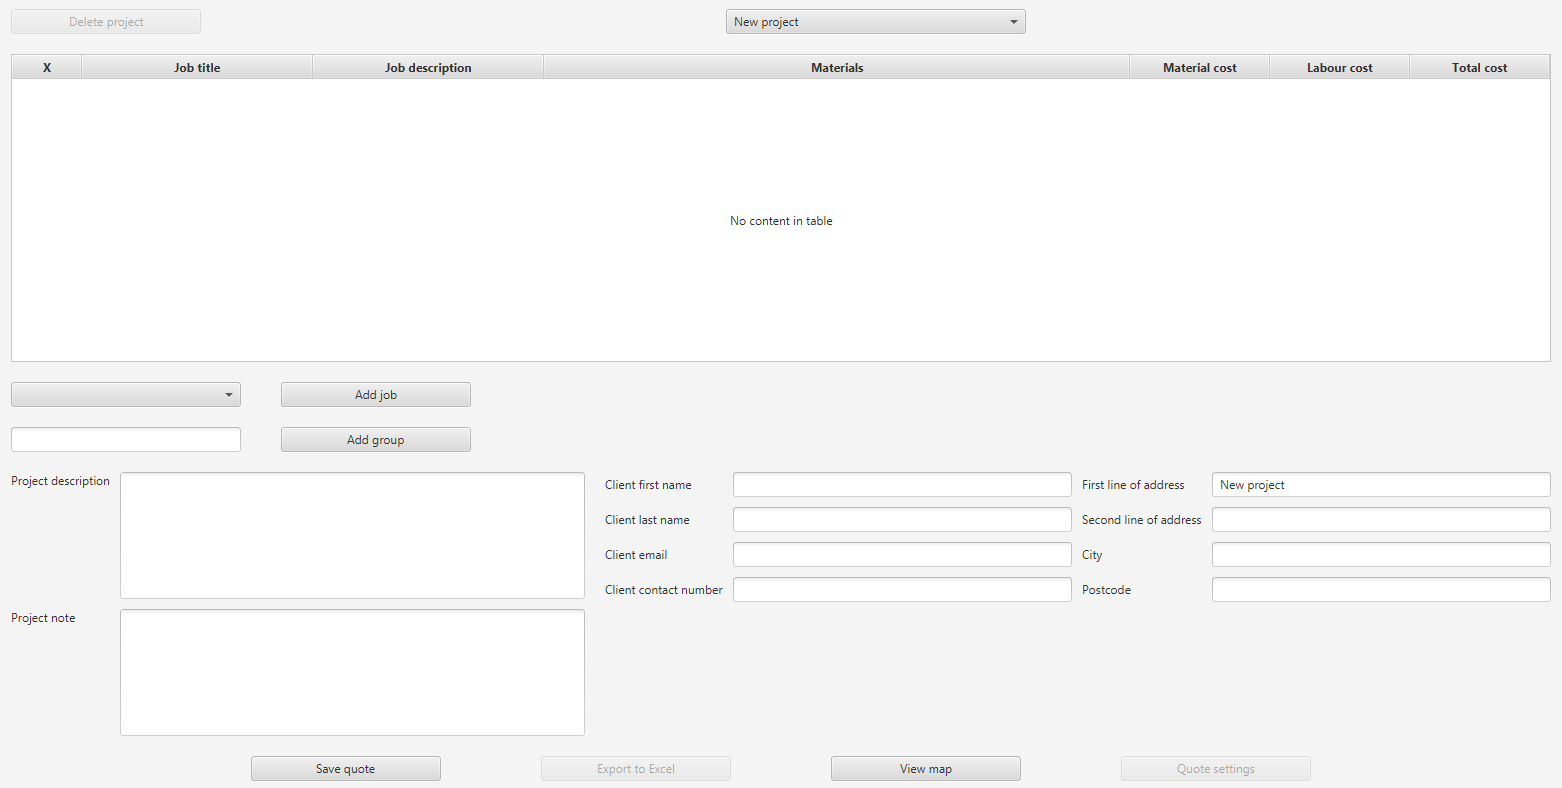 Delete project
New project
X Job title Job description Materials Material cost Labour cost Total cost
No content in table
Add job
Add group
Project description
Client first name
First line of address
New project
Client last name
Second line of address
Client email
City
Client contact number
Postcode
Project note
Save quote
Export to Excel
View map
Quote settings